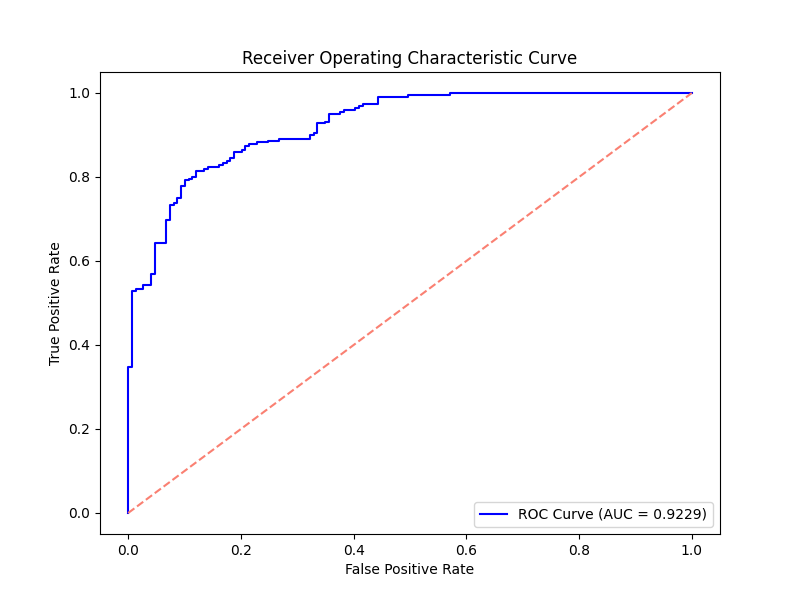 Receiver Operating Characteristic Curve
True Positive Rate
1.0
0.8
0.6
0.4
0.2
0.0
ROC Curve (AUC = 0.9229)
0.0 0.2 0.4 0.6 0.8 1.0
False Positive Rate